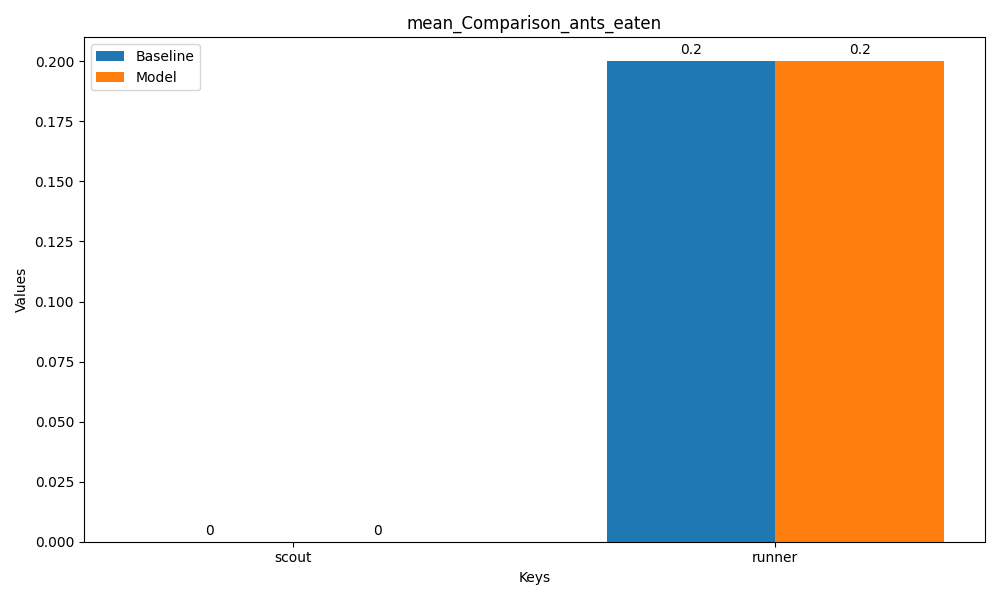 mean_Comparison_ants_eaten
Baseline
Model
0.2
0.2
0
0
0.200
0.175
0.150
0.125
0.100
0.075
0.050
0.025
0.000
Values
scout
runner
Keys